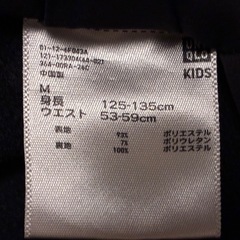 UNI
QLO
KIDS
中国製
M
身長 125-135cm
ウエスト 53-59cm
表地 93% ポリエステル
7% ポリウレタン
裏地 100% ポリエステル